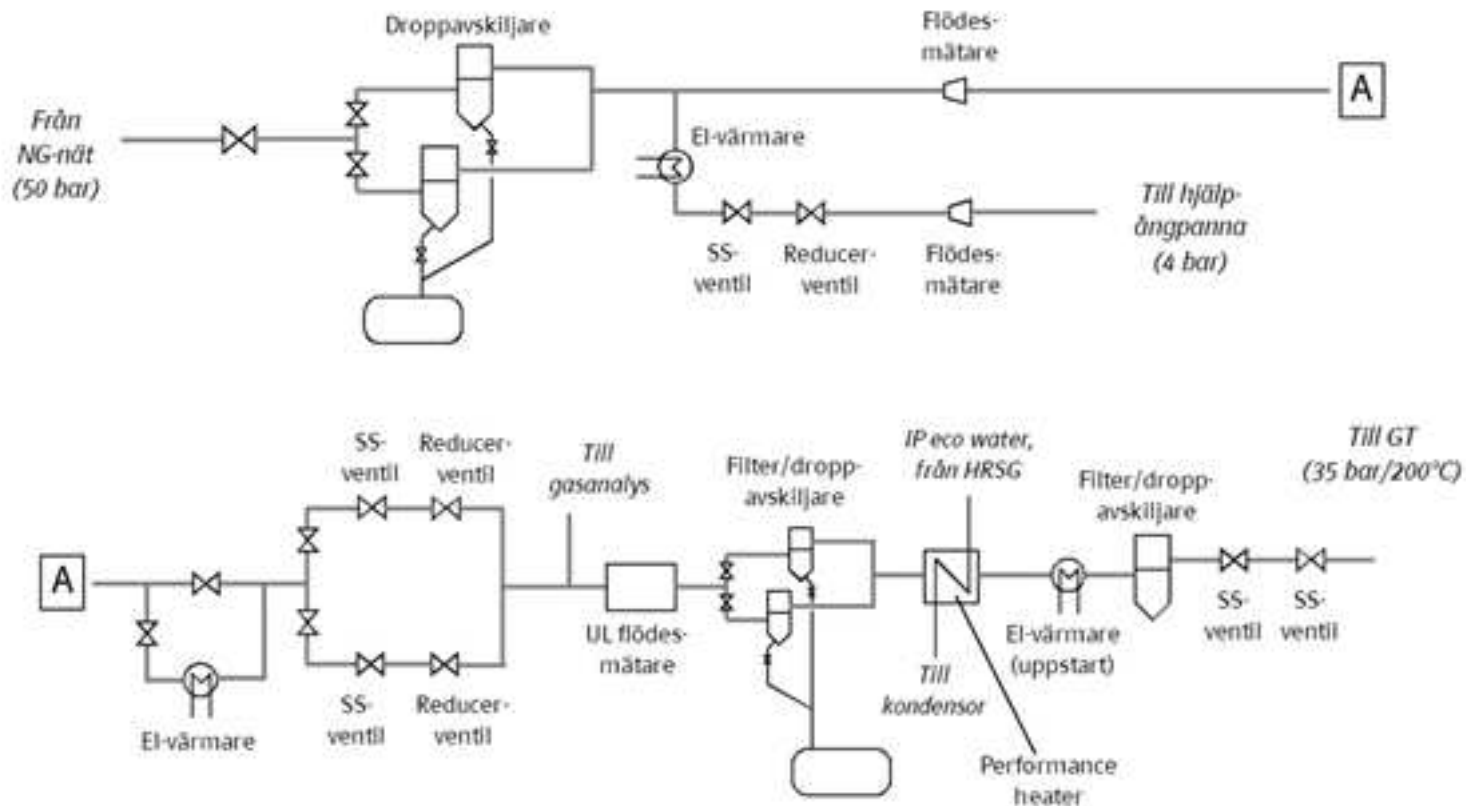 Droppavskiljare
Flödes-
mätare
A
Från
NG-nät
(50 bar)
El-värmare
Till hjälp-
ångpanna
(4 bar)
SS-
ventil
Reducer-
ventil
Flödes-
mätare
SS-
ventil
Reducer-
ventil
Till
gasanalys
Filter/dropp-
avskiljare
IP eco water,
från HRSG
Filter/dropp-
avskiljare
Till GT
(35 bar/200°C)
A
UL flödes-
mätare
El-värmare
(uppstart)
SS-
ventil
SS-
ventil
El-värmare
SS-
ventil
Reducer-
ventil
Till
kondensor
Performance
heater